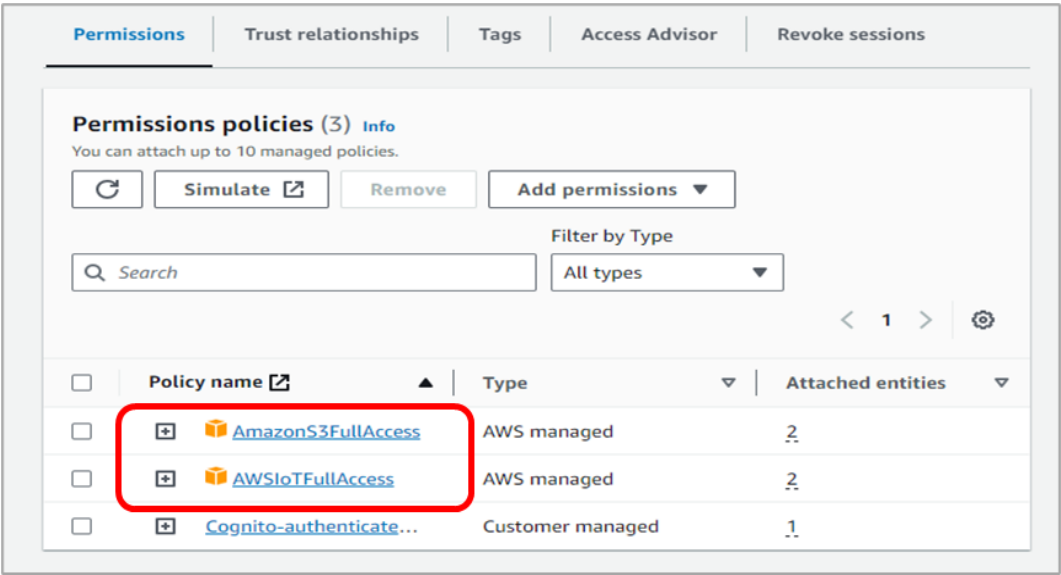 Permissions Trust relationships Tags Access Advisor Revoke sessions
Permissions policies (3) Info
You can attach up to 10 managed policies.
Simulate Remove Add permissions
Filter by Type
Search All types
1
Policy name Type Attached entities
AmazonS3FullAccess AWS managed 2
AWSIoTFullAccess AWS managed 2
Cognito-authenticate... Customer managed 1